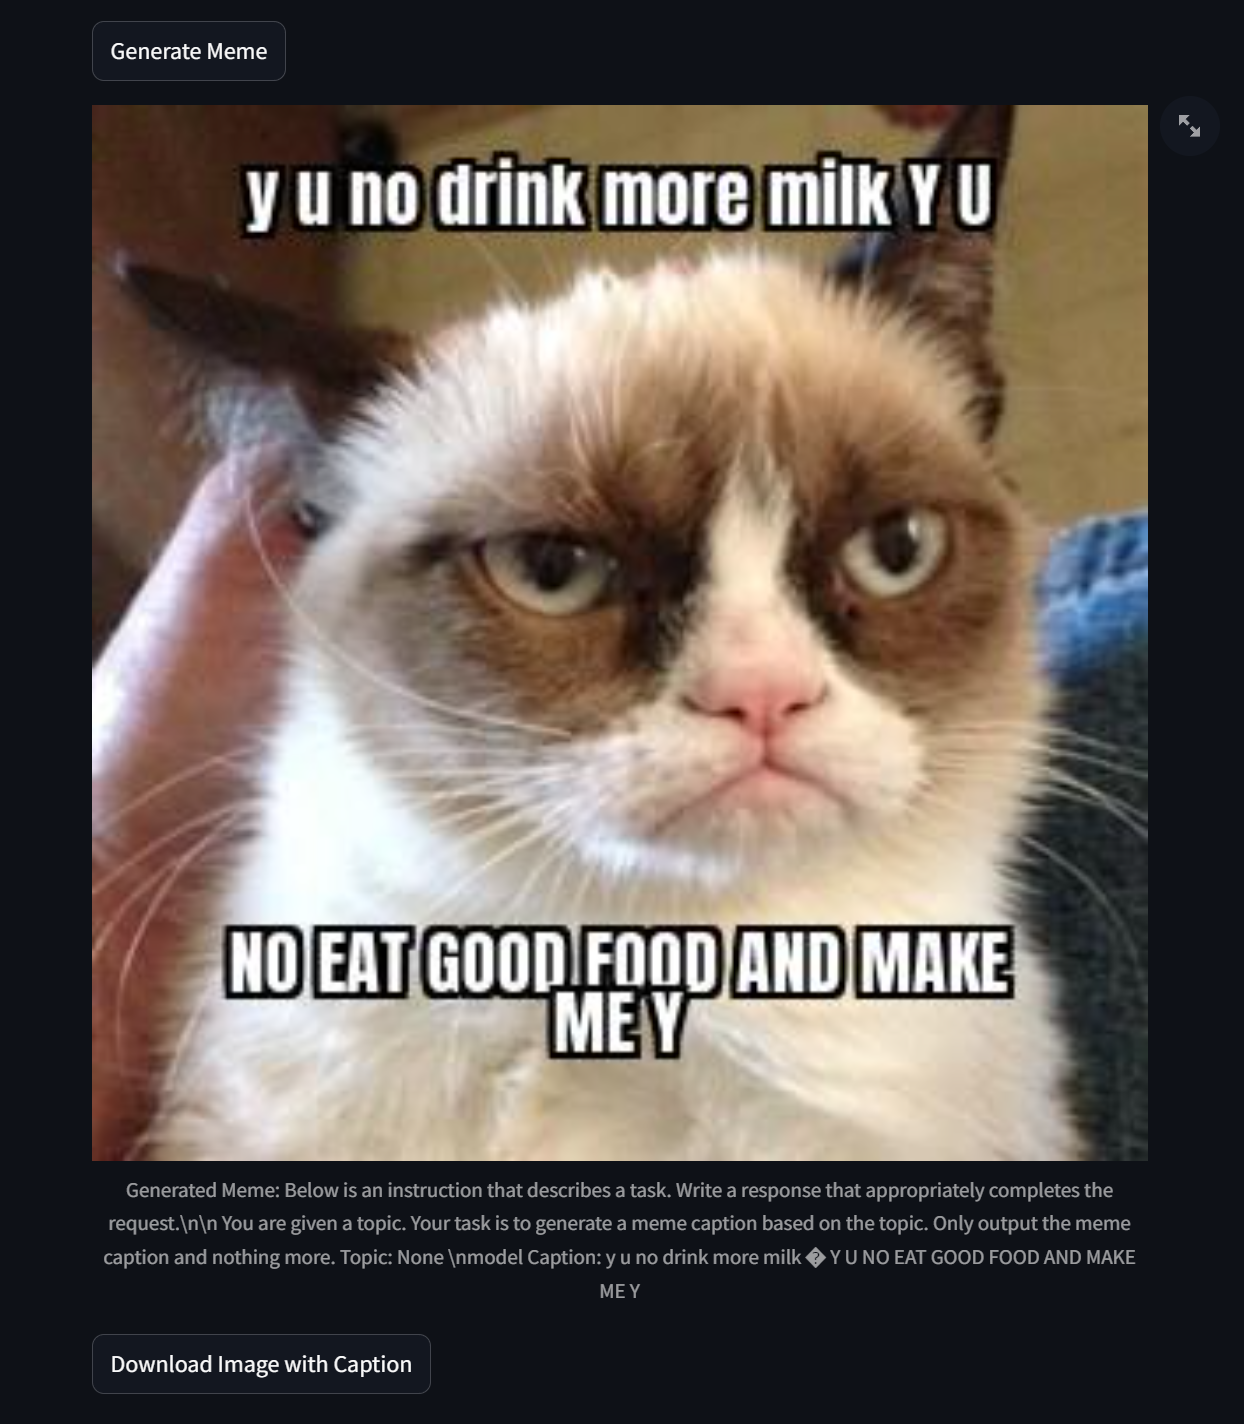 Generate Meme
y u no drink more milk Y U
NO EAT GOOD FOOD AND MAKE
ME Y
Generated Meme: Below is an instruction that describes a task. Write a response that appropriately completes the
request.\n\n You are given a topic. Your task is to generate a meme caption based on the topic. Only output the meme
caption and nothing more. Topic: None \nmodel Caption: y u no drink more milk � Y U NO EAT GOOD FOOD AND MAKE
ME Y
Download Image with Caption